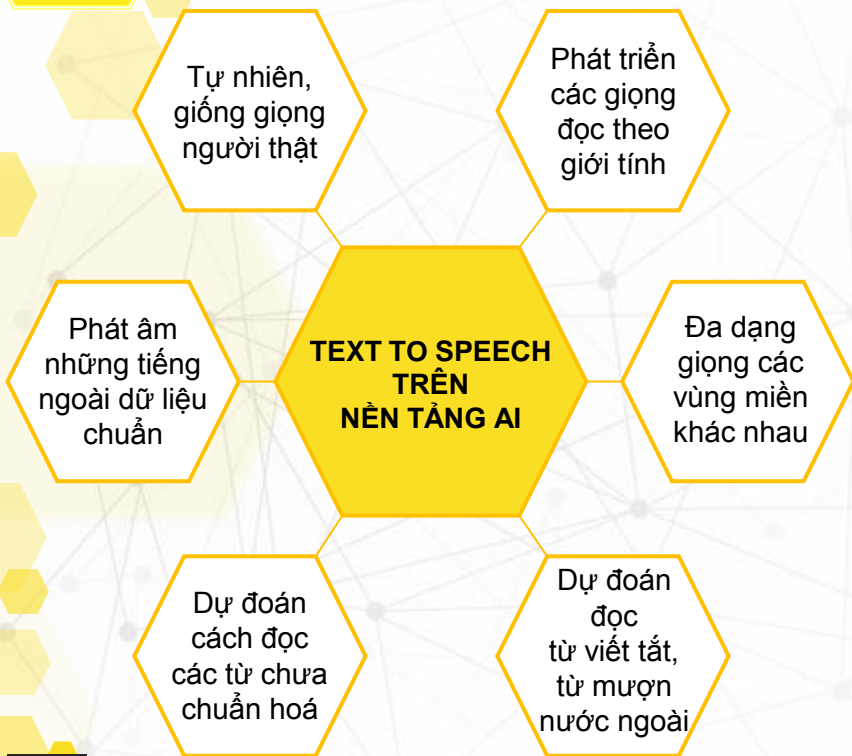 Tự nhiên,
giống giọng
người thật
Phát triển
các giọng
đọc theo
giới tính
Phát âm
những tiếng
ngoài dữ liệu
chuẩn
TEXT TO SPEECH
TRÊN
NỀN TẢNG AI
Đa dạng
giọng các
vùng miền
khác nhau
Dự đoán
cách đọc
các từ chưa
chuẩn hoá
Dự đoán
đọc
từ viết tắt,
từ mượn
nước ngoài